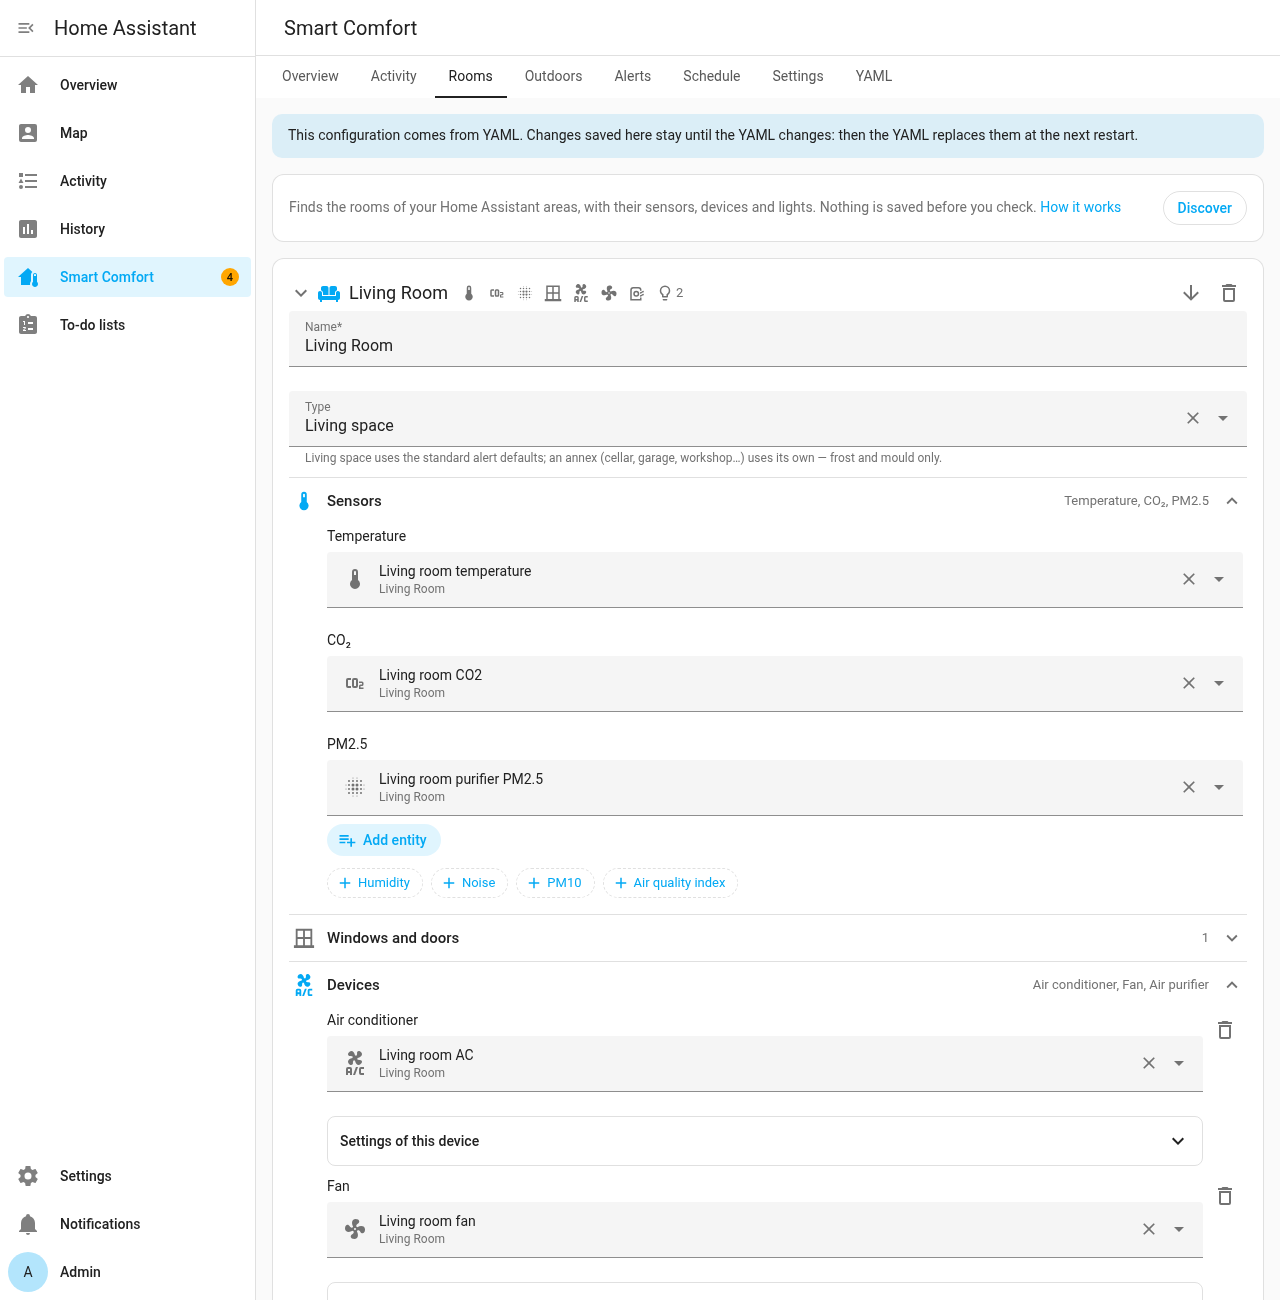 Home Assistant
Overview
Map
Activity
History
Smart Comfort
4
To-do lists
Settings
Notifications
A
Admin
Smart Comfort
Overview Activity Rooms Outdoors Alerts Schedule Settings YAML
This configuration comes from YAML. Changes saved here stay until the YAML changes: then the YAML replaces them at the next restart.
Finds the rooms of your Home Assistant areas, with their sensors, devices and lights. Nothing is saved before you check. How it works
Discover
Living Room CO₂ A/C 2
Name*
Living Room
Type
Living space
Living space uses the standard alert defaults; an annex (cellar, garage, workshop…) uses its own — frost and mould only.
Sensors
Temperature, CO₂, PM2.5
Temperature
Living room temperature
Living Room
CO₂
CO₂
Living room CO2
Living Room
PM2.5
Living room purifier PM2.5
Living Room
Add entity
Humidity Noise PM10 Air quality index
Windows and doors
1
A/C
Devices
Air conditioner, Fan, Air purifier
Air conditioner
A/C
Living room AC
Living Room
Settings of this device
Fan
Living room fan
Living Room